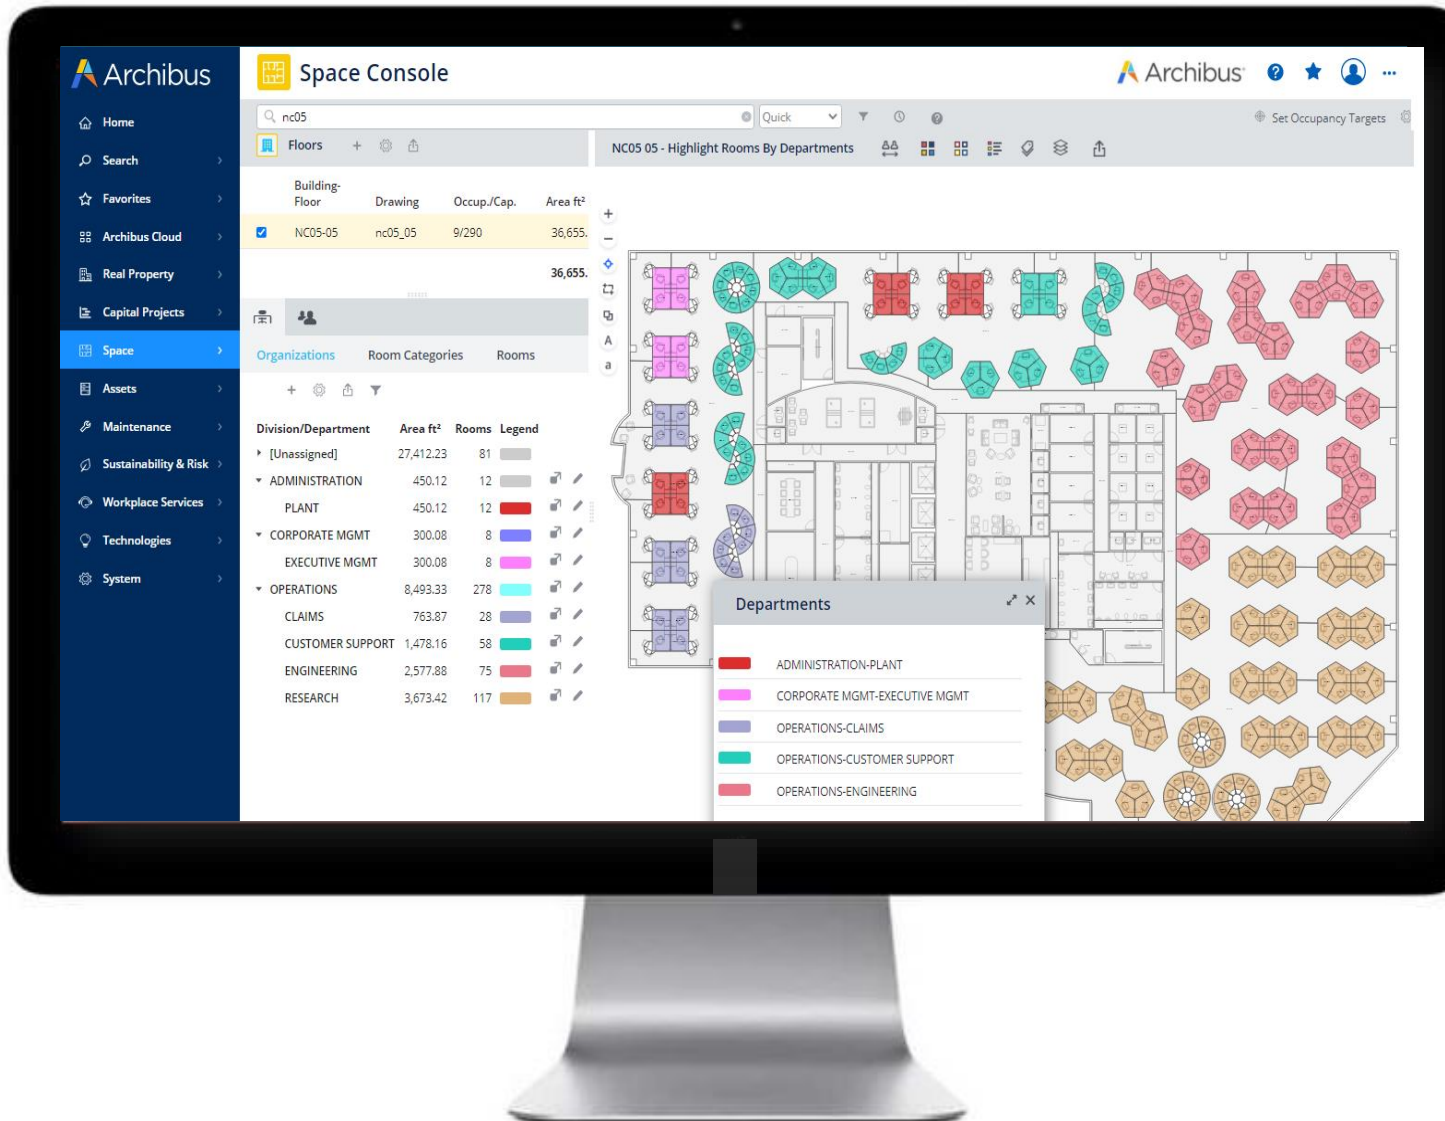 Archibus
Space Console
Archibus
Home
Search
Favorites
Archibus Cloud
Real Property
Capital Projects
Space
Assets
Maintenance
Sustainability & Risk
Workplace Services
Technologies
System
nc05
Quick
Set Occupancy Targets
Floors
NC05 05 - Highlight Rooms By Departments
Building-
Floor Drawing Occup./Cap. Area ft²
NC05-05 nc05_05 9/290 36,655.
36,655.
A
a
Organizations Room Categories Rooms
Division/Department Area ft² Rooms Legend
[Unassigned] 27,412.23 81
ADMINISTRATION 450.12 12
PLANT 450.12 12
CORPORATE MGMT 300.08 8
EXECUTIVE MGMT 300.08 8
OPERATIONS 8,493.33 278
CLAIMS 763.87 28
CUSTOMER SUPPORT 1,478.16 58
ENGINEERING 2,577.88 75
RESEARCH 3,673.42 117
Departments
ADMINISTRATION-PLANT
CORPORATE MGMT-EXECUTIVE MGMT
OPERATIONS-CLAIMS
OPERATIONS-CUSTOMER SUPPORT
OPERATIONS-ENGINEERING